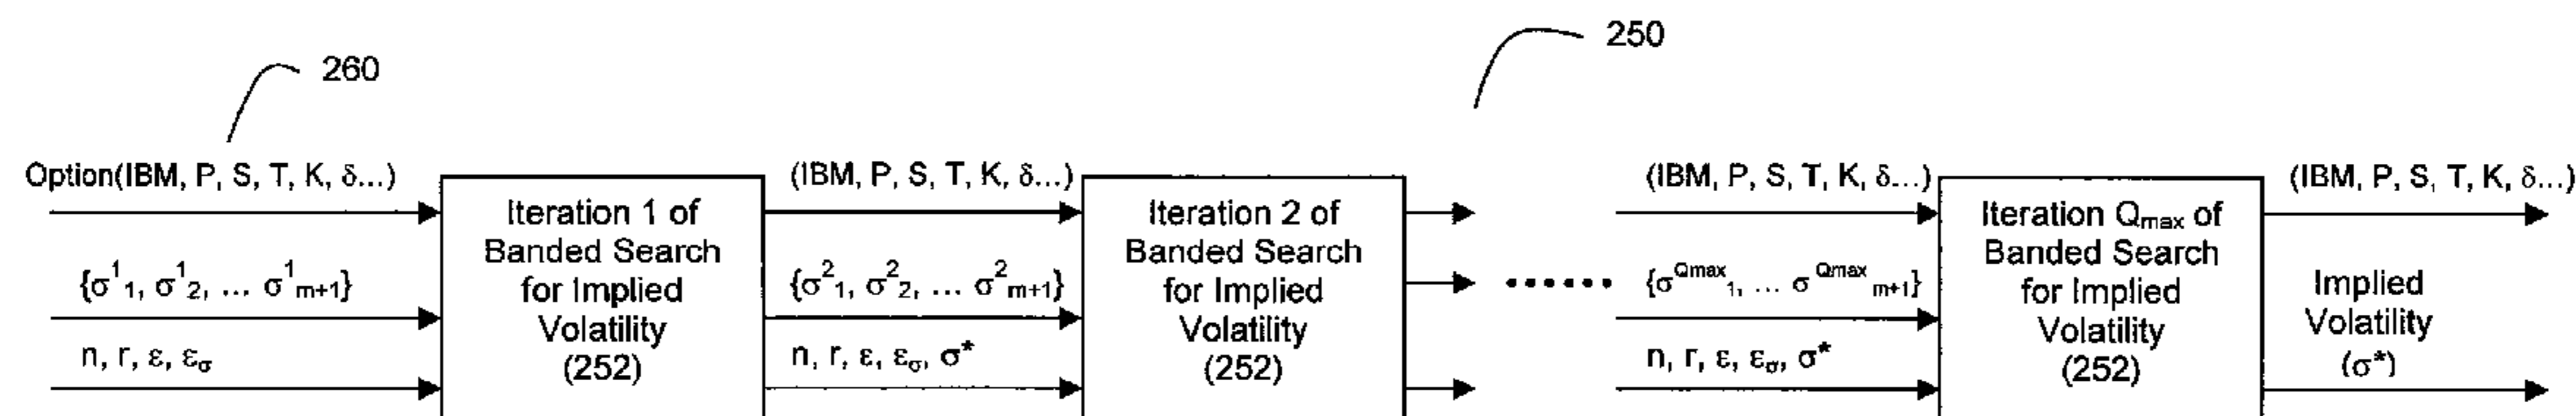 260
250
Option(IBM, P, S, T, K, δ...)
{σ¹₁, σ¹₂, ... σ¹ₘ₊₁}
n, r, ε, ε_σ
Iteration 1 of
Banded Search
for Implied
Volatility
(252)
(IBM, P, S, T, K, δ...)
{σ²₁, σ²₂, ... σ²ₘ₊₁}
n, r, ε, ε_σ, σ*
Iteration 2 of
Banded Search
for Implied
Volatility
(252)
......
(IBM, P, S, T, K, δ...)
{σ^Qmax₁, ... σ^Qmaxₘ₊₁}
n, r, ε, ε_σ, σ*
Iteration Q_max of
Banded Search
for Implied
Volatility
(252)
(IBM, P, S, T, K, δ...)
Implied
Volatility
(σ*)